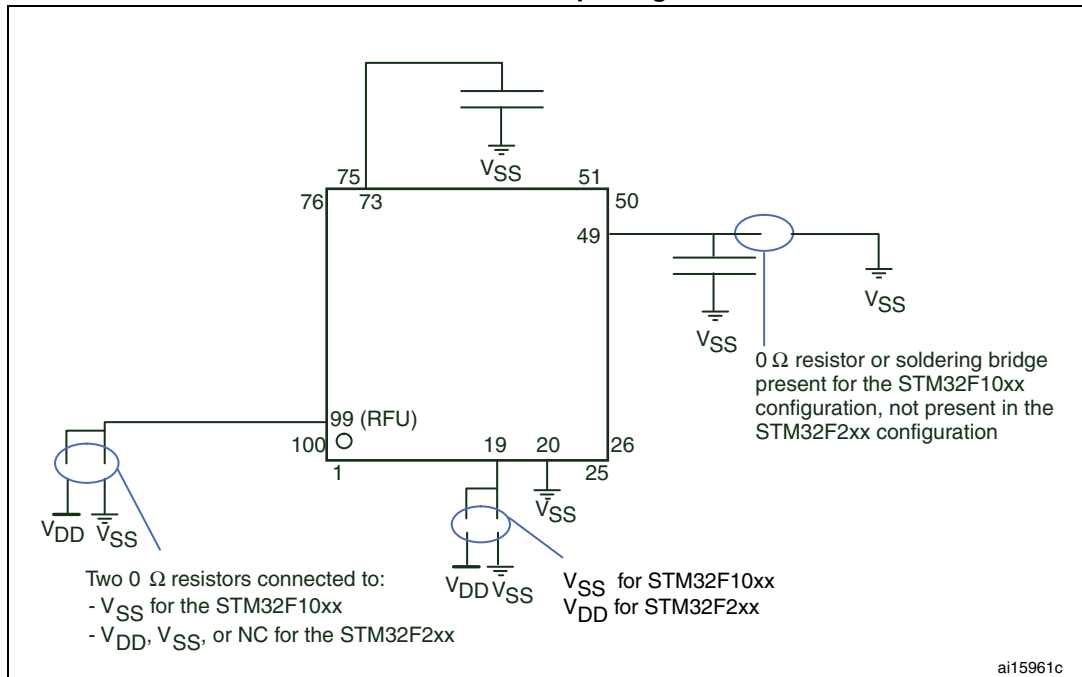 VSS
75
51
76
73
50
49
VSS
VSS
0 Ω resistor or soldering bridge
present for the STM32F10xx
configuration, not present in the
STM32F2xx configuration
99 (RFU)
100
19
20
26
1
25
VSS
VDD
VSS
VDD
VSS
Two 0 Ω resistors connected to:
- VSS for the STM32F10xx
- VDD, VSS, or NC for the STM32F2xx
VSS for STM32F10xx
VDD for STM32F2xx
ai15961c